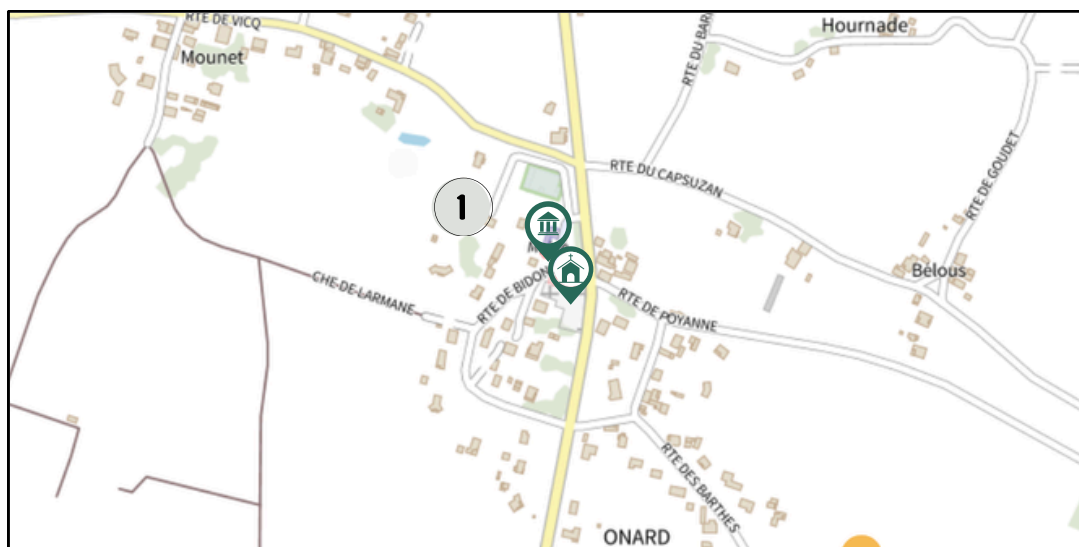 RTE DE VICQ
Hournade
Mounet
RTE DU BAR
RTE DE GOUDET
RTE DU CAPSUZAN
1
M
Bélous
CHE-DE-LARMANE
RTE DE BIDON
RTE DE POYANNE
RTE DES BARTHES
ONARD